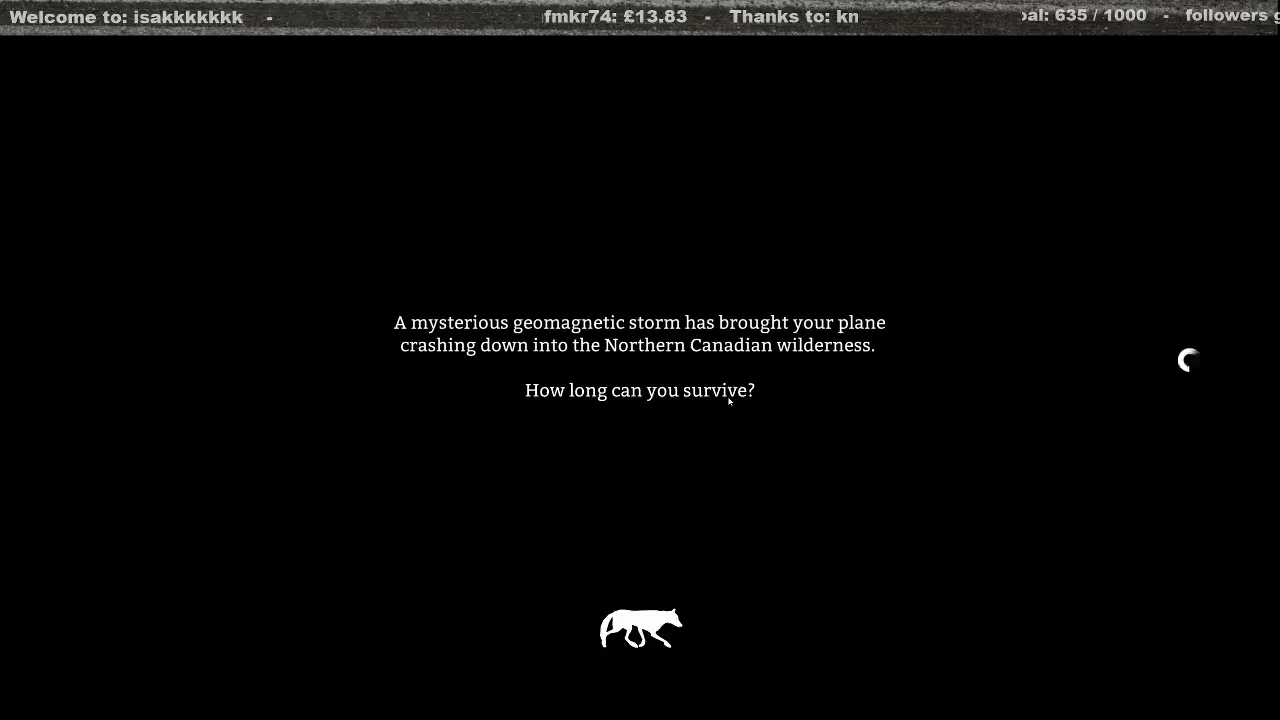 Welcome to: isakkkkkkk - fmkr74: £13.83 - Thanks to: kn al: 635 / 1000 - followers
A mysterious geomagnetic storm has brought your plane
crashing down into the Northern Canadian wilderness.
How long can you survive?